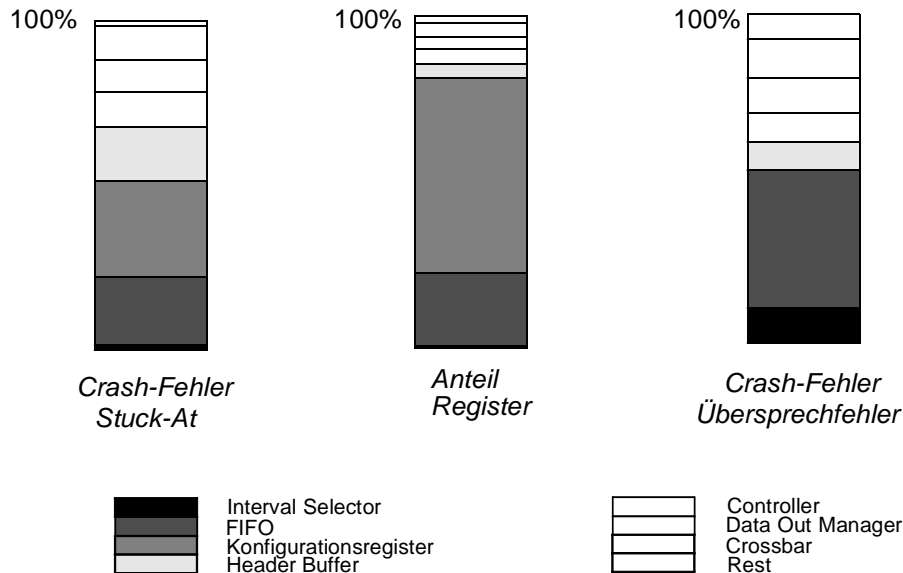 100%
100%
100%
Crash-Fehler
Stuck-At
Anteil
Register
Crash-Fehler
Übersprechfehler
Interval Selector
FIFO
Konfigurationsregister
Header Buffer
Controller
Data Out Manager
Crossbar
Rest